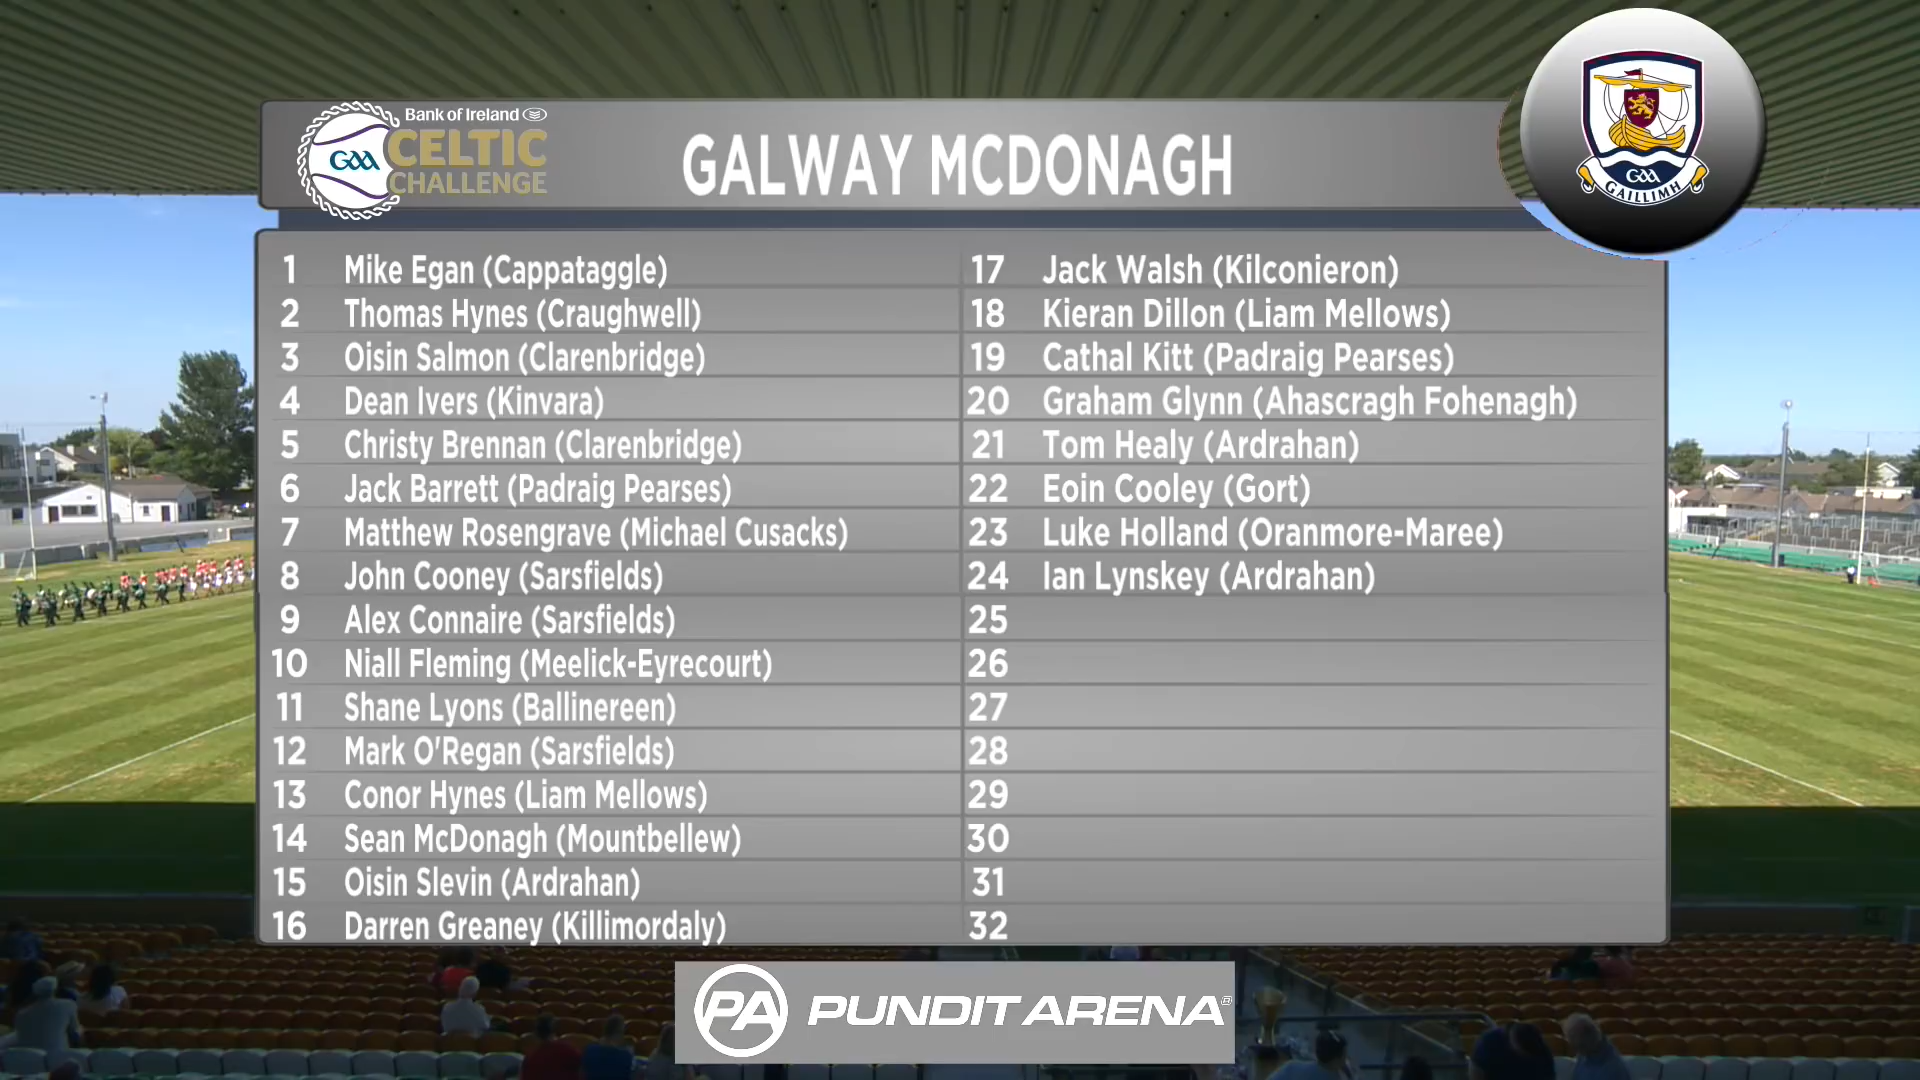 Bank of Ireland
GAA CELTIC
CHALLENGE
GALWAY MCDONAGH
GAA
GAILLIMH
1 Mike Egan (Cappataggle)
2 Thomas Hynes (Craughwell)
3 Oisin Salmon (Clarenbridge)
4 Dean Ivers (Kinvara)
5 Christy Brennan (Clarenbridge)
6 Jack Barrett (Padraig Pearses)
7 Matthew Rosengrave (Michael Cusacks)
8 John Cooney (Sarsfields)
9 Alex Connaire (Sarsfields)
10 Niall Fleming (Meelick-Eyrecourt)
11 Shane Lyons (Ballinereen)
12 Mark O'Regan (Sarsfields)
13 Conor Hynes (Liam Mellows)
14 Sean McDonagh (Mountbellew)
15 Oisin Slevin (Ardrahan)
16 Darren Greaney (Killimordaly)
17 Jack Walsh (Kilconieron)
18 Kieran Dillon (Liam Mellows)
19 Cathal Kitt (Padraig Pearses)
20 Graham Glynn (Ahascragh Fohenagh)
21 Tom Healy (Ardrahan)
22 Eoin Cooley (Gort)
23 Luke Holland (Oranmore-Maree)
24 Ian Lynskey (Ardrahan)
25
26
27
28
29
30
31
32
PA PUNDIT ARENA®